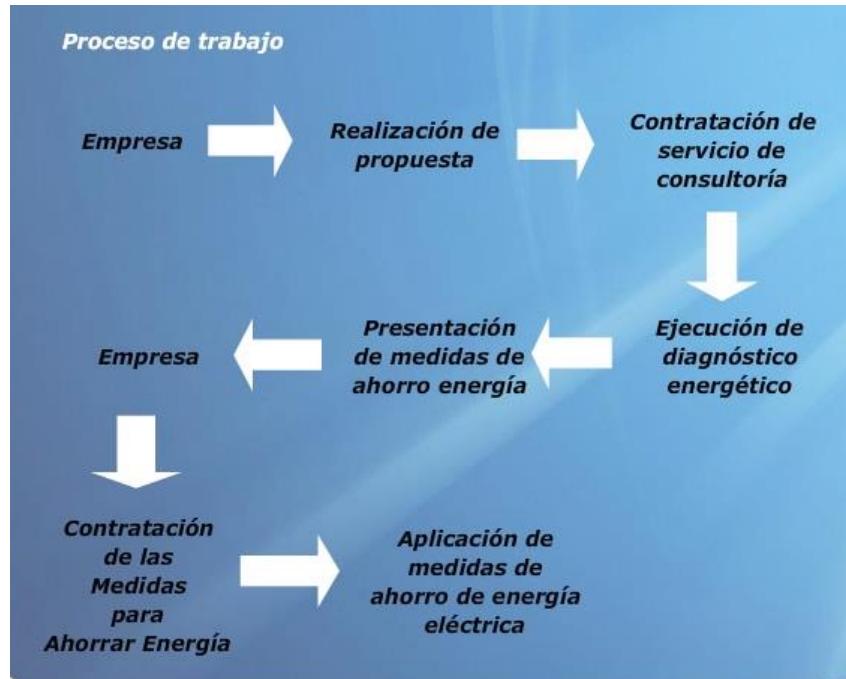 Proceso de trabajo
Empresa
Realización de
propuesta
Contratación de
servicio de
consultoría
Ejecución de
diagnóstico
energético
Presentación
de medidas de
ahorro energía
Empresa
Contratación
de las
Medidas
para
Ahorrar Energía
Aplicación de
medidas de
ahorro de energía
eléctrica